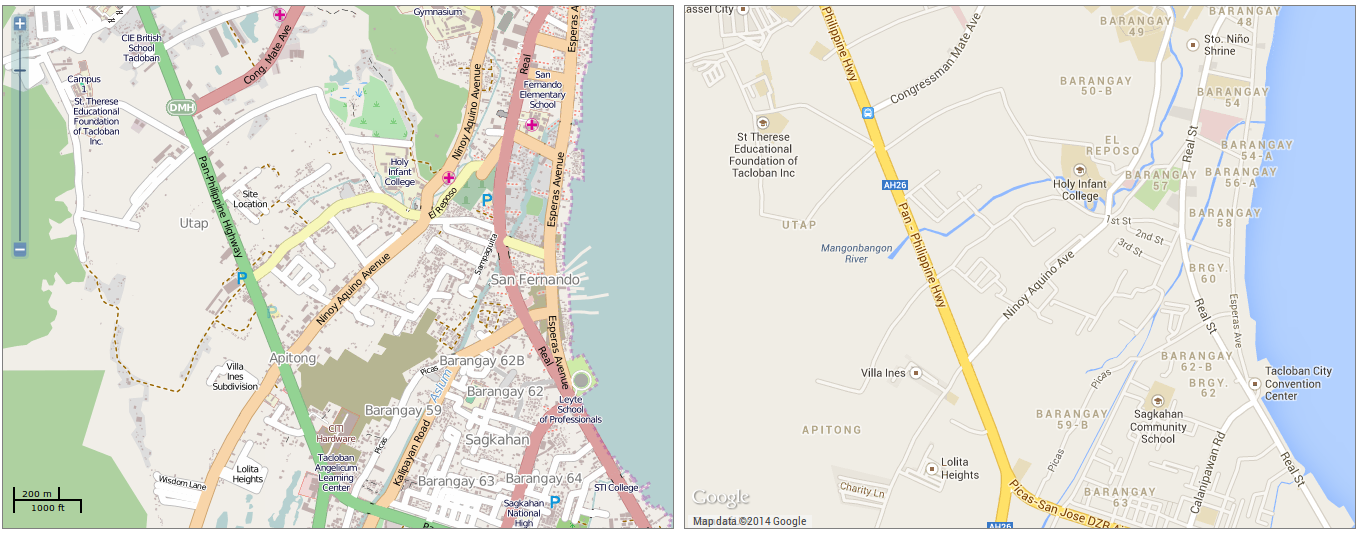 Gymnasium
CIE British
School
Tacloban
Cong. Mate Ave
Real
Esperas A
Campus
1
St. Therese
Educational
Foundation
of Tacloban
Inc.
DMH
San
Fernando
Elementary
School
Ninoy Aquino Avenue
Pan-Philippine Highway
Holy
Infant
College
Esperas Avenue
Site
Location
El Reposo
P
Utap
Sampaguita
P
San Fernando
Ninoy Aquino Avenue
P
Esperas Avenue
Apitong
Real
Barangay 62B
Villa
Ines
Subdivision
Picas
Aslum
Barangay 62
Barangay 59
Leyte
School
of Professionals
CITI
Hardware
Picas
Kalipayan Road
Sagkahan
Tacloban
Angelicum
Learning
Center
Lolita
Heights
Wisdom Lane
Barangay 63
Barangay 64
STI College
P
Sagkahan
National
High
200 m
1000 ft
assel City
Philippine Hwy
Congressman Mate Ave
BARANGAY
49
BARANGAY
48
Sto. Niño
Shrine
BARANGAY
50-B
BARANGAY
54
St Therese
Educational
Foundation of
Tacloban Inc
EL
REPOSO
Real St
BARANGAY
54-A
AH26
Holy Infant
College
BARANGAY
57
BARANGAY
56-A
UTAP
Pan - Philippine Hwy
1st St
BARANGAY
58
Mangonbangon
River
2nd St
3rd St
Ninoy Aquino Ave
BRGY.
60
Real St
Esperas Ave
Villa Ines
BARANGAY
62-B
Picas
BRGY.
62
Tacloban City
Convention
Center
APITONG
BARANGAY
59-B
Sagkahan
Community
School
Picas
Calanipawan Rd
Real St
Lolita
Heights
Charity Ln
Picas-San Jose DZR A
BARANGAY
63
Google
Map data ©2014 Google
AH26